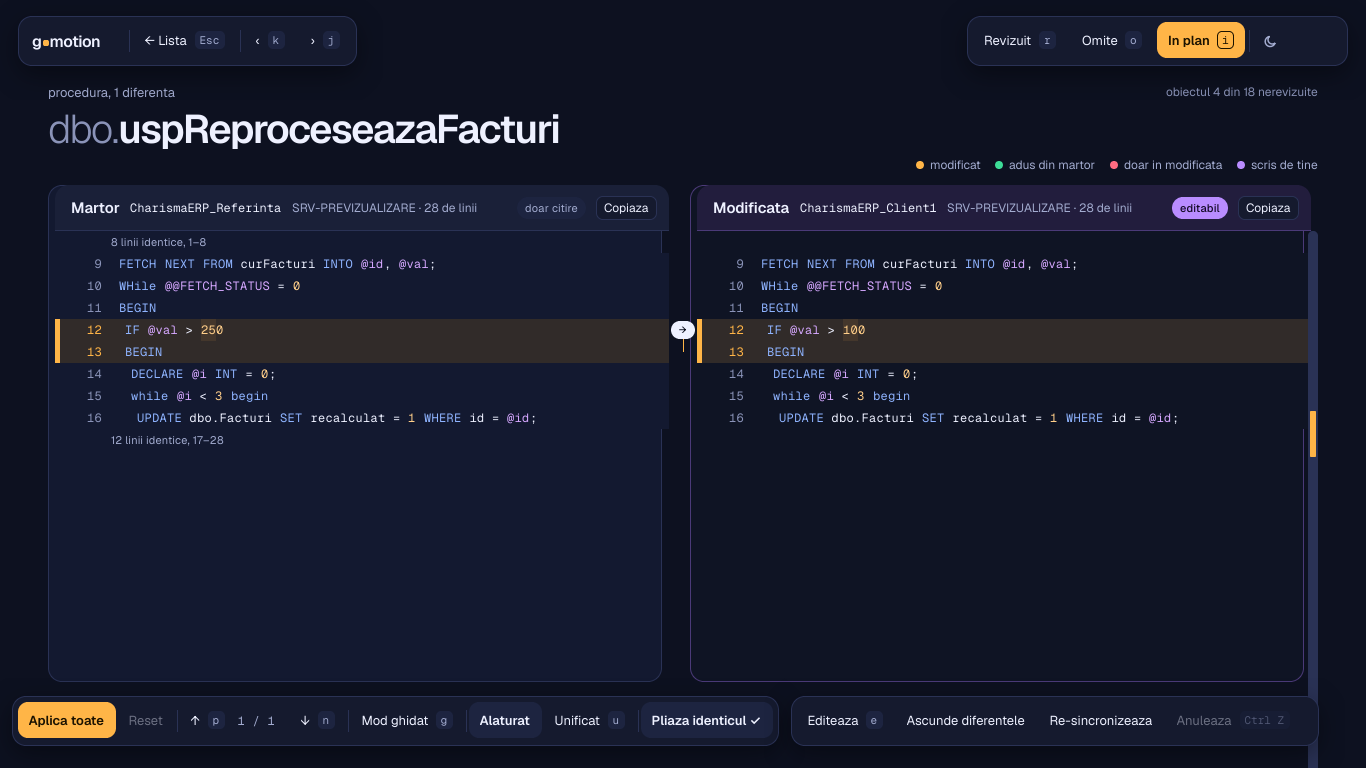 gmotion
← Lista Esc ‹ k › j
Revizuit r Omite o In plan i
procedura, 1 diferenta
obiectul 4 din 18 nerevizuite
dbo.uspReproceseazaFacturi
modificat adus din martor doar in modificata scris de tine
Martor CharismaERP_Referinta SRV-PREVIZUALIZARE · 28 de linii doar citire Copiaza
8 linii identice, 1–8
9 FETCH NEXT FROM curFacturi INTO @id, @val;
10 WHile @@FETCH_STATUS = 0
11 BEGIN
12 IF @val > 250
13 BEGIN
14 DECLARE @i INT = 0;
15 while @i < 3 begin
16 UPDATE dbo.Facturi SET recalculat = 1 WHERE id = @id;
12 linii identice, 17–28
→
Modificata CharismaERP_Client1 SRV-PREVIZUALIZARE · 28 de linii editabil Copiaza
9 FETCH NEXT FROM curFacturi INTO @id, @val;
10 WHile @@FETCH_STATUS = 0
11 BEGIN
12 IF @val > 100
13 BEGIN
14 DECLARE @i INT = 0;
15 while @i < 3 begin
16 UPDATE dbo.Facturi SET recalculat = 1 WHERE id = @id;
Aplica toate Reset ↑ p 1 / 1 ↓ n Mod ghidat g Alaturat Unificat u Pliaza identicul ✓
Editeaza e Ascunde diferentele Re-sincronizeaza Anuleaza Ctrl Z